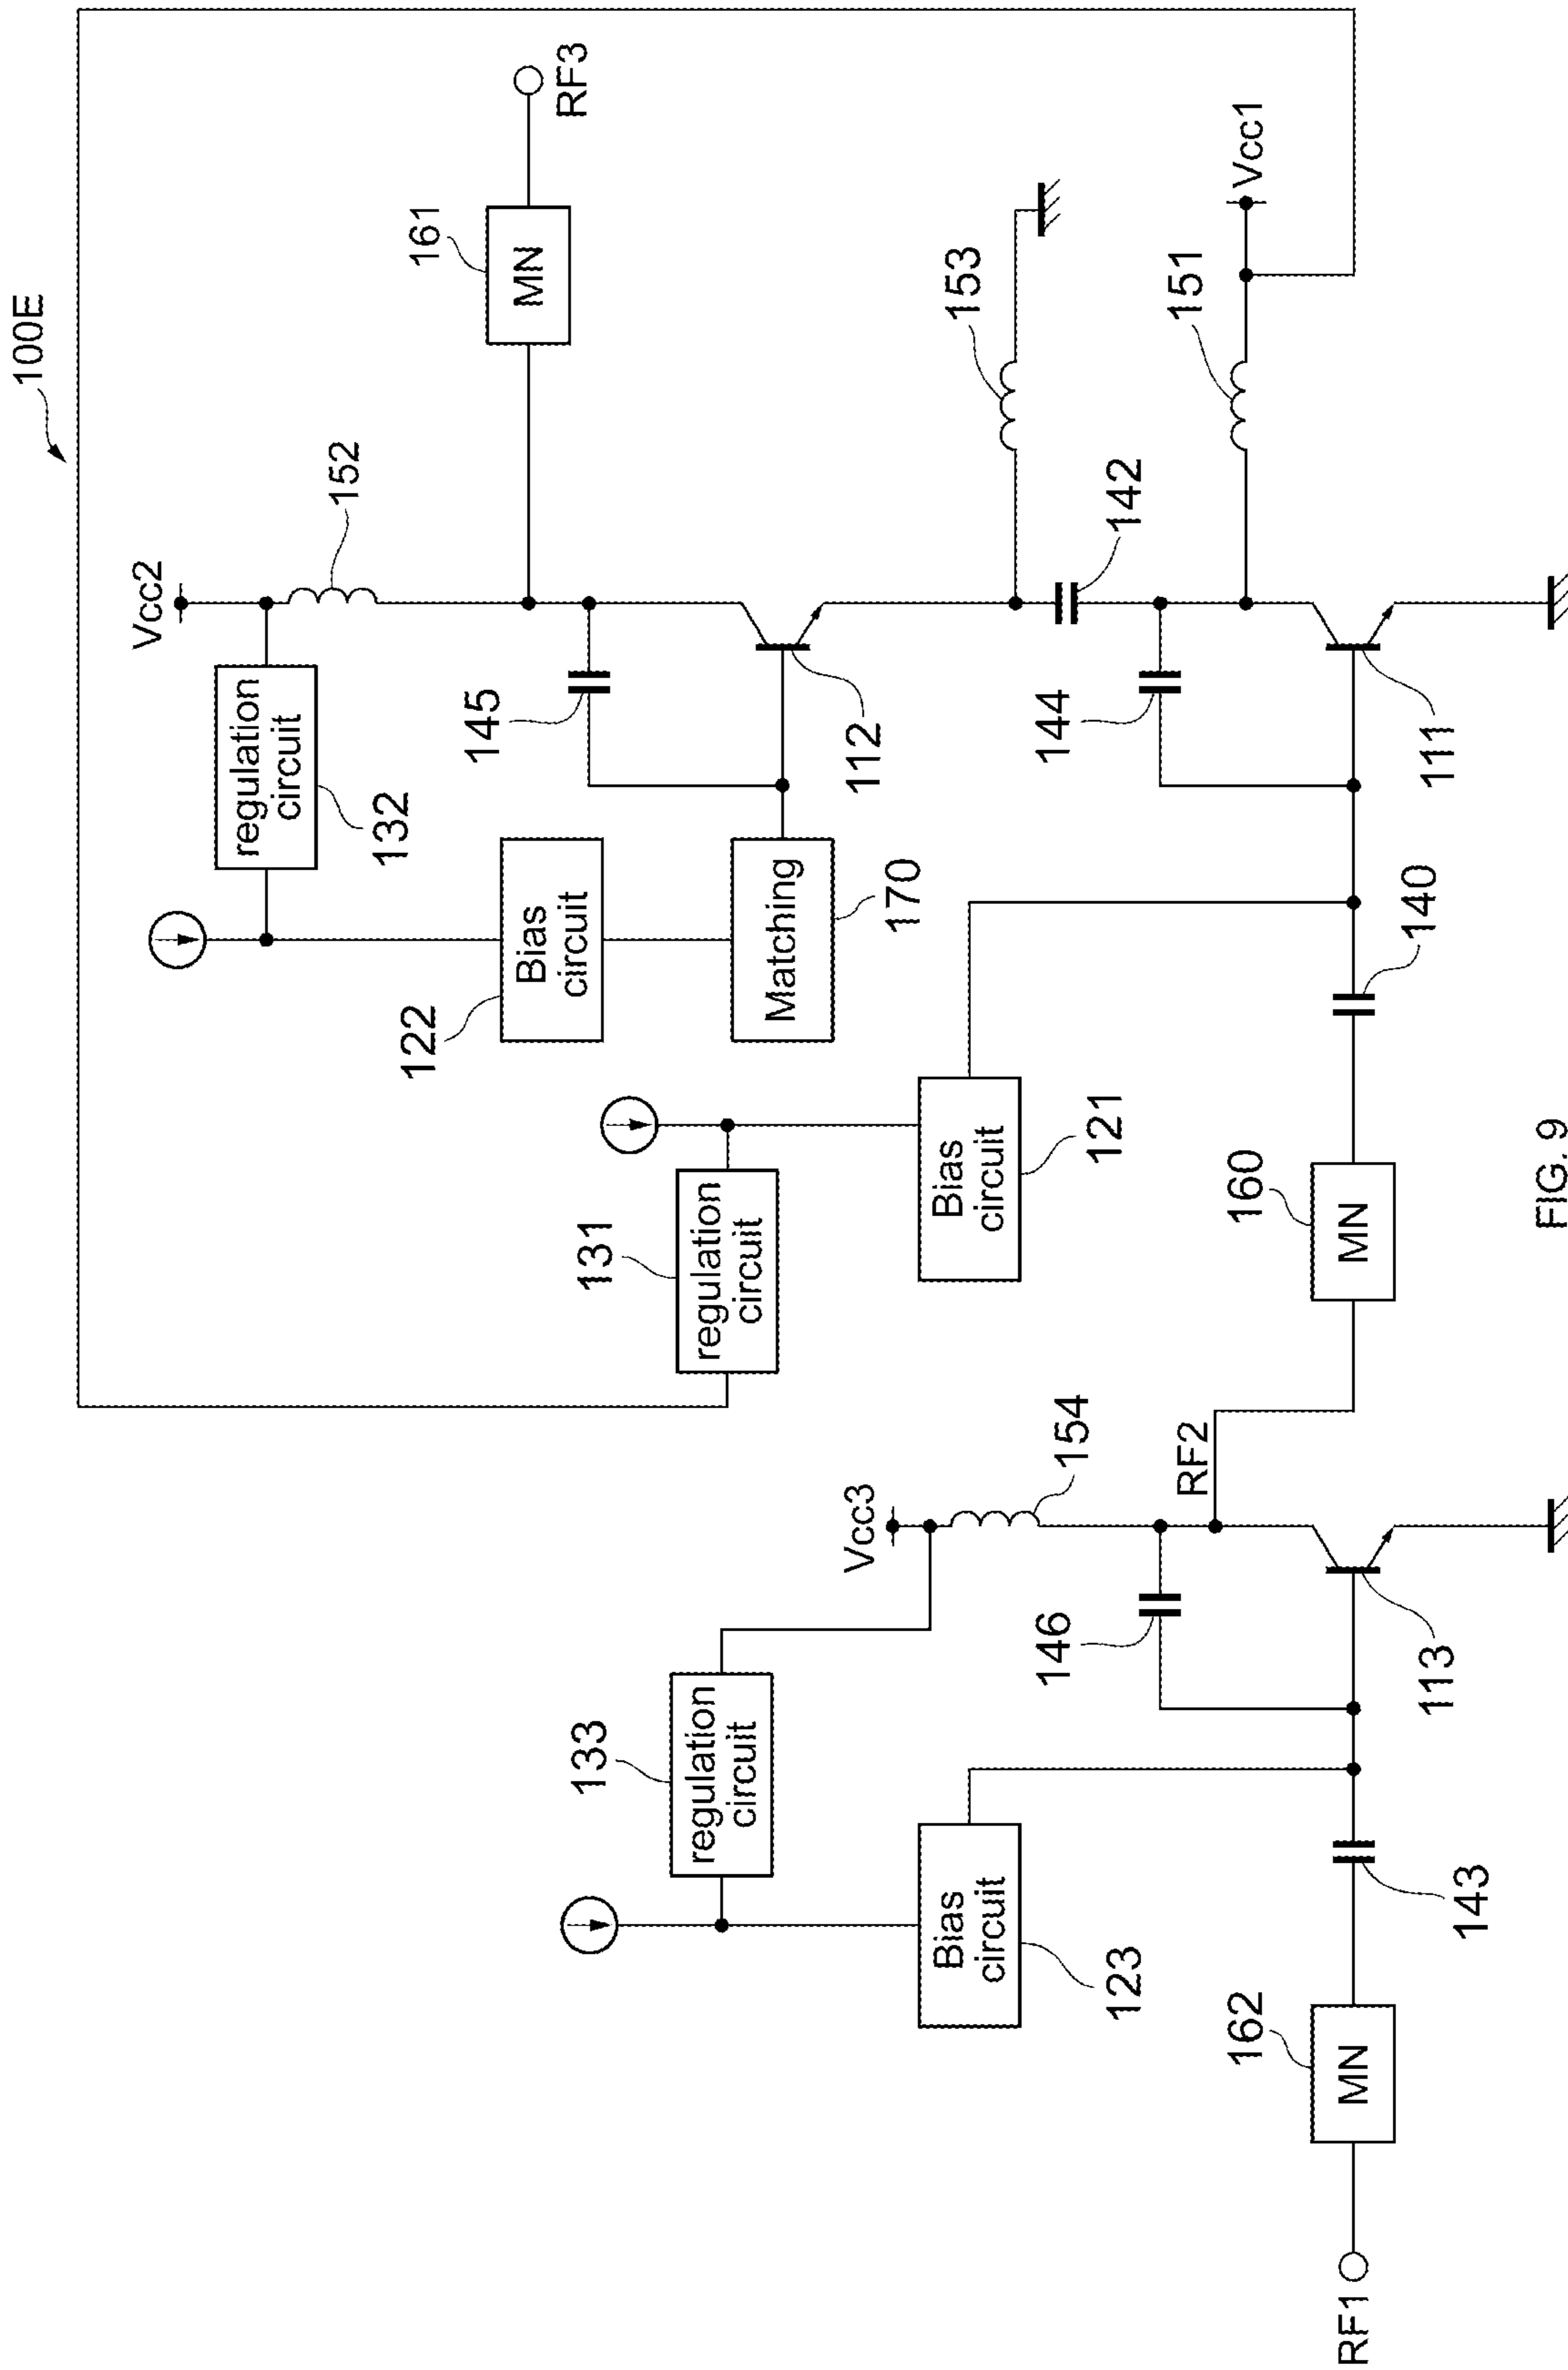 100E
Vcc2
152
regulation
circuit
132
161
MN
RF3
145
122
Bias
circuit
112
Matching
170
153
142
131
regulation
circuit
Bias
circuit
121
144
151
Vcc1
111
140
160
MN
133
regulation
circuit
Vcc3
154
RF2
146
123
Bias
circuit
113
143
162
MN
RF1
FIG. 9